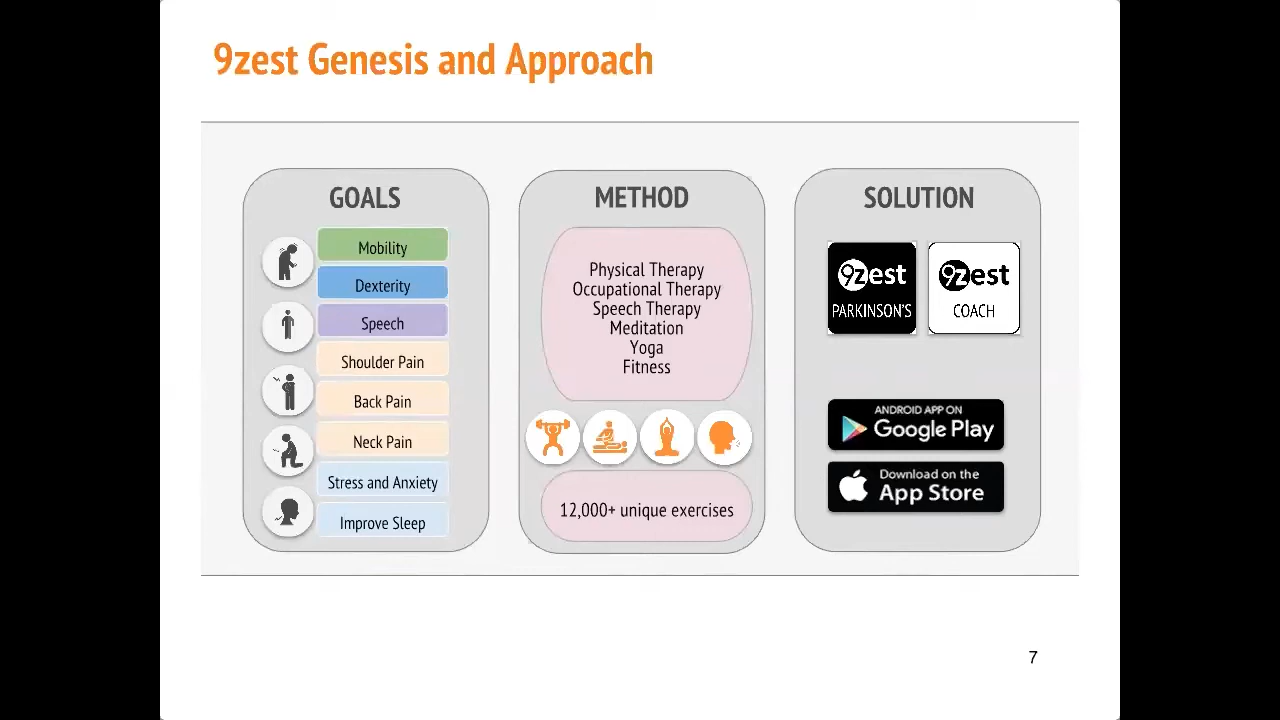 9zest Genesis and Approach
GOALS
Mobility
Dexterity
Speech
Shoulder Pain
Back Pain
Neck Pain
Stress and Anxiety
Improve Sleep
METHOD
Physical Therapy
Occupational Therapy
Speech Therapy
Meditation
Yoga
Fitness
12,000+ unique exercises
SOLUTION
9zest
PARKINSON'S
9zest
COACH
ANDROID APP ON
Google Play
Download on the
App Store
7